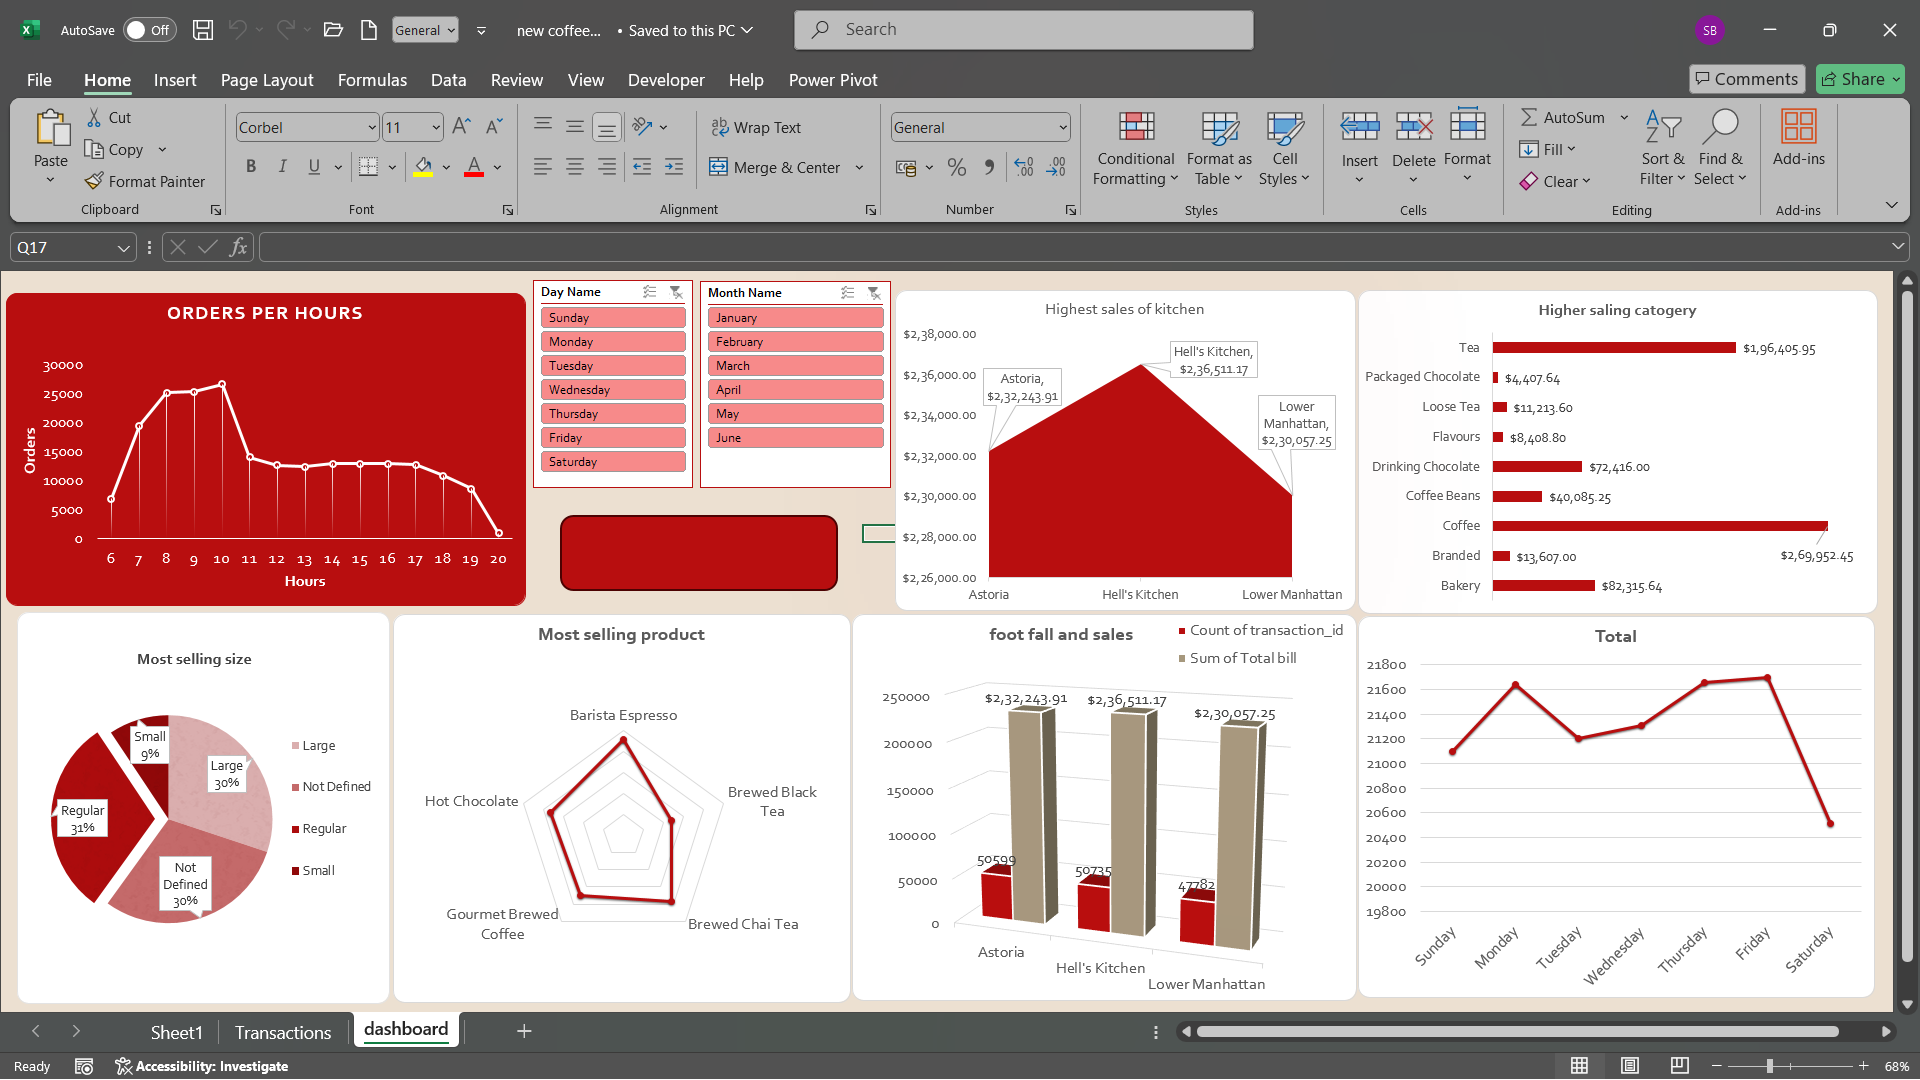 AutoSave Off General new coffee... • Saved to this PC Search SB
File Home Insert Page Layout Formulas Data Review View Developer Help Power Pivot Comments Share
Paste
Cut
Copy
Format Painter
Clipboard
Corbel 11
B I U
Font
ab Wrap Text
Merge & Center
Alignment
General
Number
Conditional
Formatting
Format as
Table
Cell
Styles
Styles
Insert
Delete
Format
Cells
AutoSum
Fill
Clear
Sort &
Filter
Find &
Select
Editing
Add-ins
Add-ins
Q17 fx
ORDERS PER HOURS
Orders
30000
25000
20000
15000
10000
5000
0
6 7 8 9 10 11 12 13 14 15 16 17 18 19 20
Hours
Day Name
Sunday
Monday
Tuesday
Wednesday
Thursday
Friday
Saturday
Month Name
January
February
March
April
May
June
Highest sales of kitchen
$2,38,000.00
$2,36,000.00
$2,34,000.00
$2,32,000.00
$2,30,000.00
$2,28,000.00
$2,26,000.00
Astoria,
$2,32,243.91
Hell's Kitchen,
$2,36,511.17
Lower
Manhattan,
$2,30,057.25
Astoria Hell's Kitchen Lower Manhattan
Higher saling catogery
Tea $1,96,405.95
Packaged Chocolate $4,407.64
Loose Tea $11,213.60
Flavours $8,408.80
Drinking Chocolate $72,416.00
Coffee Beans $40,085.25
Coffee $2,69,952.45
Branded $13,607.00
Bakery $82,315.64
Most selling size
Small
9%
Large
30%
Regular
31%
Not
Defined
30%
Large
Not Defined
Regular
Small
Most selling product
Barista Espresso
Brewed Black
Tea
Brewed Chai Tea
Gourmet Brewed
Coffee
Hot Chocolate
foot fall and sales
Count of transaction_id
Sum of Total bill
250000
200000
150000
100000
50000
0
$2,32,243.91
$2,36,511.17
$2,30,057.25
50599
50735
47782
Astoria
Hell's Kitchen
Lower Manhattan
Total
21800
21600
21400
21200
21000
20800
20600
20400
20200
20000
19800
Sunday Monday Tuesday Wednesday Thursday Friday Saturday
Sheet1 Transactions dashboard
Ready Accessibility: Investigate 68%